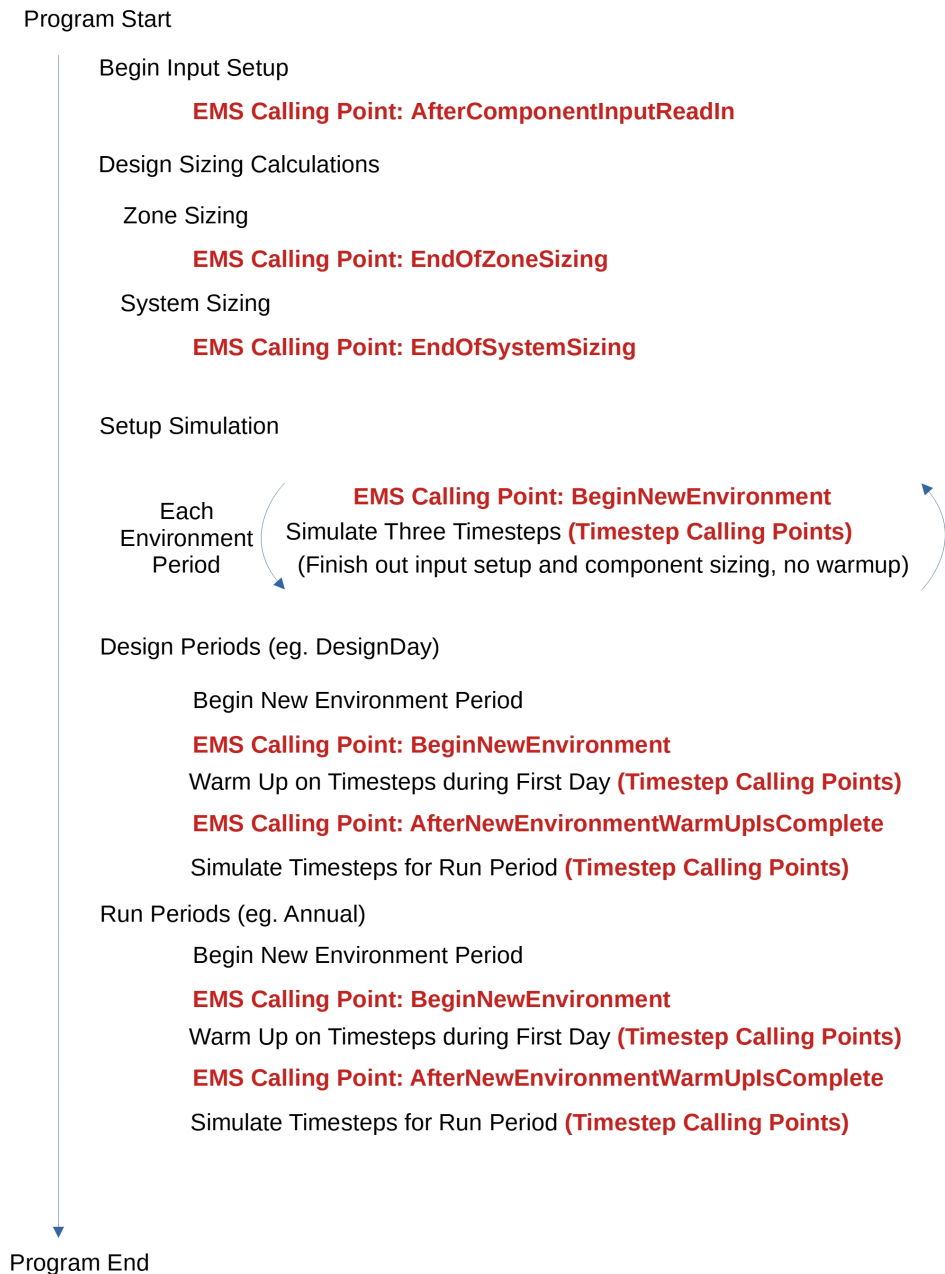 Program Start
Begin Input Setup
EMS Calling Point: AfterComponentInputReadIn
Design Sizing Calculations
Zone Sizing
EMS Calling Point: EndOfZoneSizing
System Sizing
EMS Calling Point: EndOfSystemSizing
Setup Simulation
Each
Environment
Period
EMS Calling Point: BeginNewEnvironment
Simulate Three Timesteps (Timestep Calling Points)
(Finish out input setup and component sizing, no warmup)
Design Periods (eg. DesignDay)
Begin New Environment Period
EMS Calling Point: BeginNewEnvironment
Warm Up on Timesteps during First Day (Timestep Calling Points)
EMS Calling Point: AfterNewEnvironmentWarmUpIsComplete
Simulate Timesteps for Run Period (Timestep Calling Points)
Run Periods (eg. Annual)
Begin New Environment Period
EMS Calling Point: BeginNewEnvironment
Warm Up on Timesteps during First Day (Timestep Calling Points)
EMS Calling Point: AfterNewEnvironmentWarmUpIsComplete
Simulate Timesteps for Run Period (Timestep Calling Points)
Program End